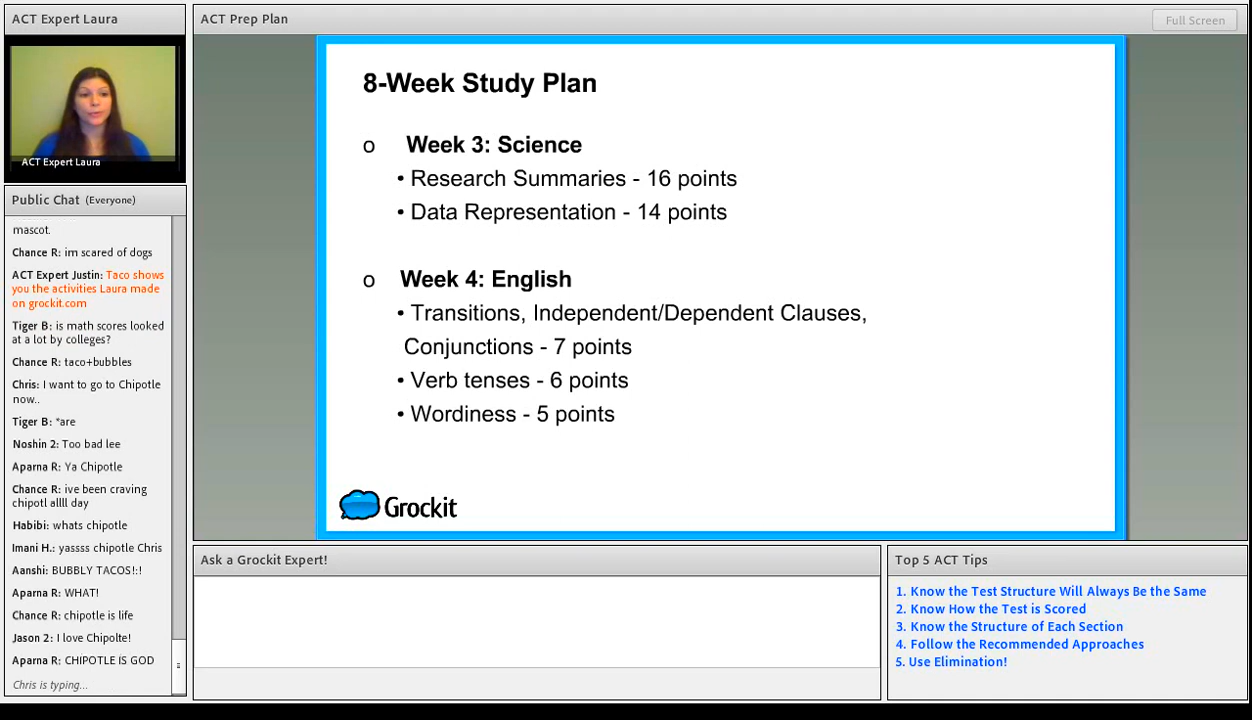 ACT Expert Laura
ACT Expert Laura
Public Chat (Everyone)
mascot.
Chance R: im scared of dogs
ACT Expert Justin: Taco shows
you the activities Laura made
on grockit.com
Tiger B: is math scores looked
at a lot by colleges?
Chance R: taco+bubbles
Chris: I want to go to Chipotle
now..
Tiger B: *are
Noshin 2: Too bad lee
Aparna R: Ya Chipotle
Chance R: ive been craving
chipotl allll day
Habibi: whats chipotle
Imani H.: yassss chipotle Chris
Aanshi: BUBBLY TACOS!:!
Aparna R: WHAT!
Chance R: chipotle is life
Jason 2: I love Chipolte!
Aparna R: CHIPOTLE IS GOD
Chris is typing...
ACT Prep Plan
Full Screen
8-Week Study Plan
o Week 3: Science
• Research Summaries - 16 points
• Data Representation - 14 points
o Week 4: English
• Transitions, Independent/Dependent Clauses,
Conjunctions - 7 points
• Verb tenses - 6 points
• Wordiness - 5 points
Grockit
Ask a Grockit Expert!
Top 5 ACT Tips
1. Know the Test Structure Will Always Be the Same
2. Know How the Test is Scored
3. Know the Structure of Each Section
4. Follow the Recommended Approaches
5. Use Elimination!